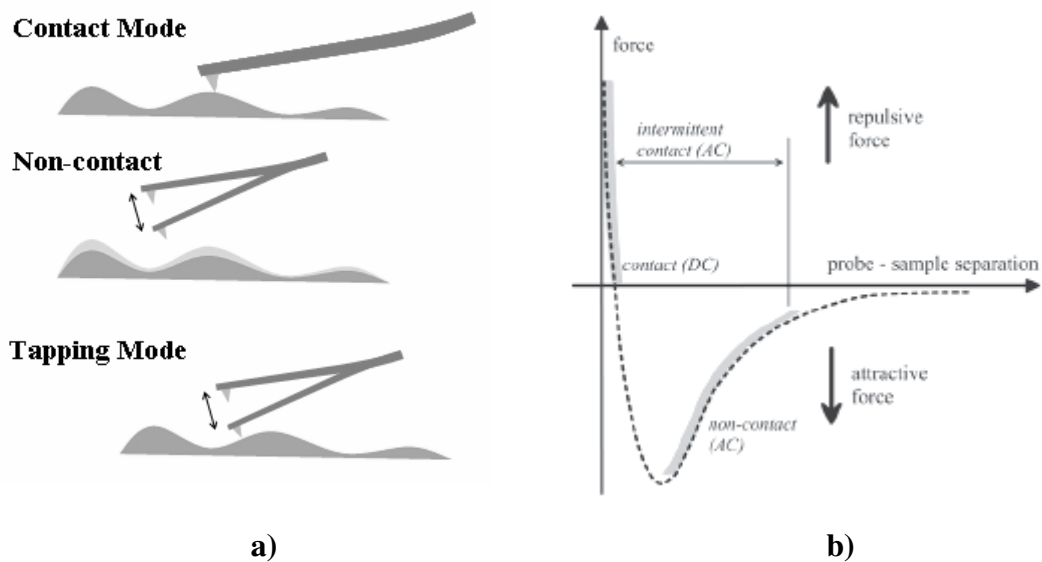 Contact Mode
Non-contact
Tapping Mode
a)
force
repulsive
force
intermittent
contact (AC)
contact (DC)
probe - sample separation
attractive
force
non-contact
(AC)
b)